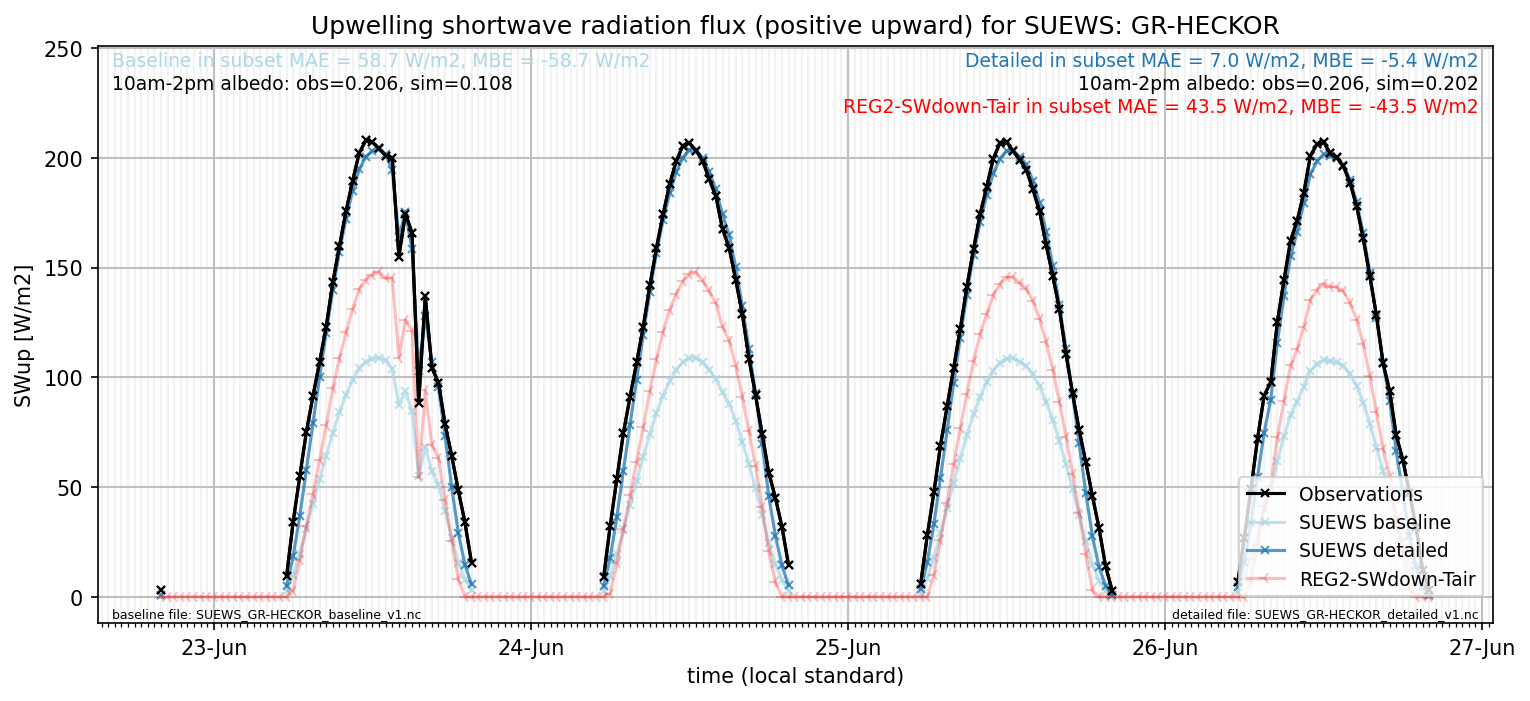 Upwelling shortwave radiation flux (positive upward) for SUEWS: GR-HECKOR
Baseline in subset MAE = 58.7 W/m2, MBE = -58.7 W/m2
10am-2pm albedo: obs=0.206, sim=0.108
Detailed in subset MAE = 7.0 W/m2, MBE = -5.4 W/m2
10am-2pm albedo: obs=0.206, sim=0.202
REG2-SWdown-Tair in subset MAE = 43.5 W/m2, MBE = -43.5 W/m2
SWup [W/m2]
250
200
150
100
50
0
Observations
SUEWS baseline
SUEWS detailed
REG2-SWdown-Tair
baseline file: SUEWS_GR-HECKOR_baseline_v1.nc
detailed file: SUEWS_GR-HECKOR_detailed_v1.nc
23-Jun
24-Jun
25-Jun
26-Jun
27-Jun
time (local standard)